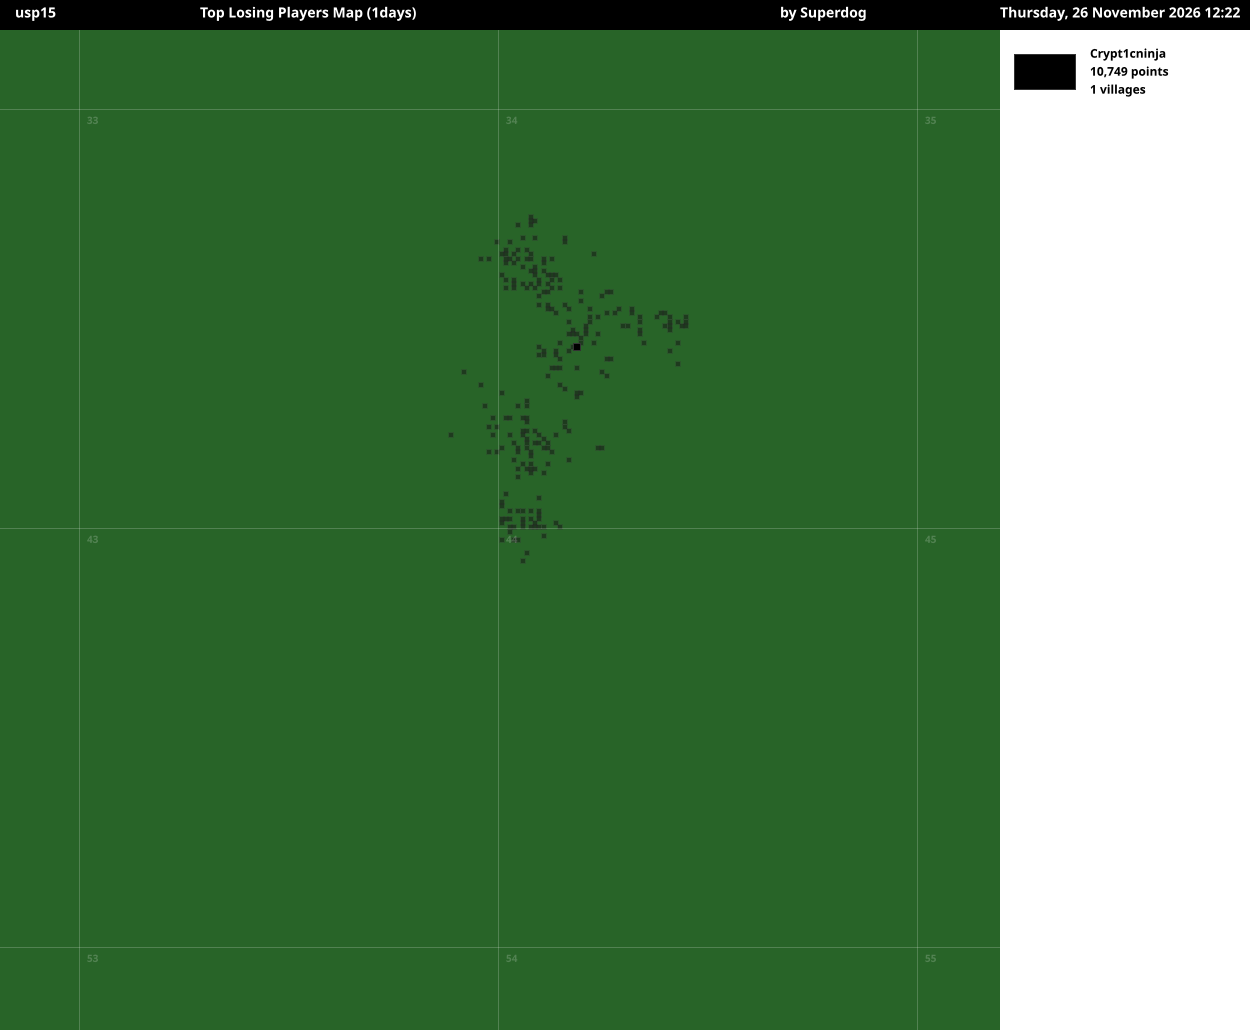 usp15 Top Losing Players Map (1days) by Superdog Thursday, 26 November 2026 12:22
Crypt1cninja
10,749 points
1 villages
33 34 35
43 44 45
53 54 55